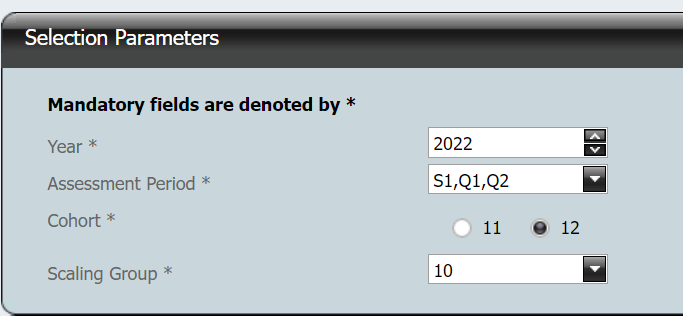 Selection Parameters
Mandatory fields are denoted by *
Year * 2022
Assessment Period * S1,Q1,Q2
Cohort * 11 12
Scaling Group * 10